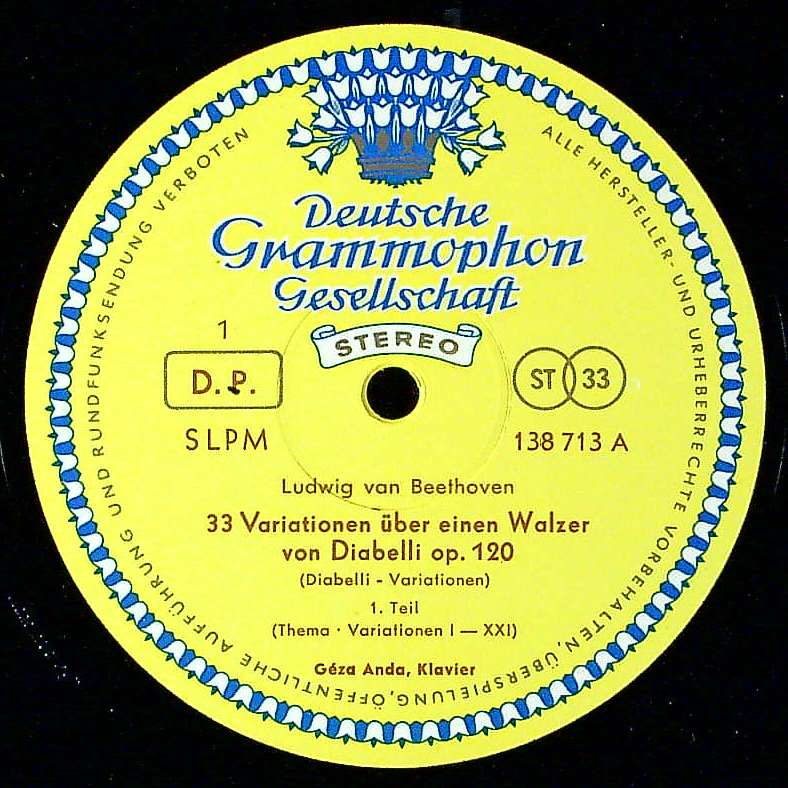 Deutsche
Grammophon
Gesellschaft
STEREO
1
D.P.
ST 33
SLPM
138 713 A
Ludwig van Beethoven
33 Variationen über einen Walzer
von Diabelli op. 120
(Diabelli - Variationen)
1. Teil
(Thema · Variationen I — XXI)
Géza Anda, Klavier
ALLE HERSTELLER- UND URHEBERRECHTE VORBEHALTEN, ÜBERSPIELUNG, ÖFFENTLICHE AUFFÜHRUNG UND RUNDFUNKSENDUNG VERBOTEN